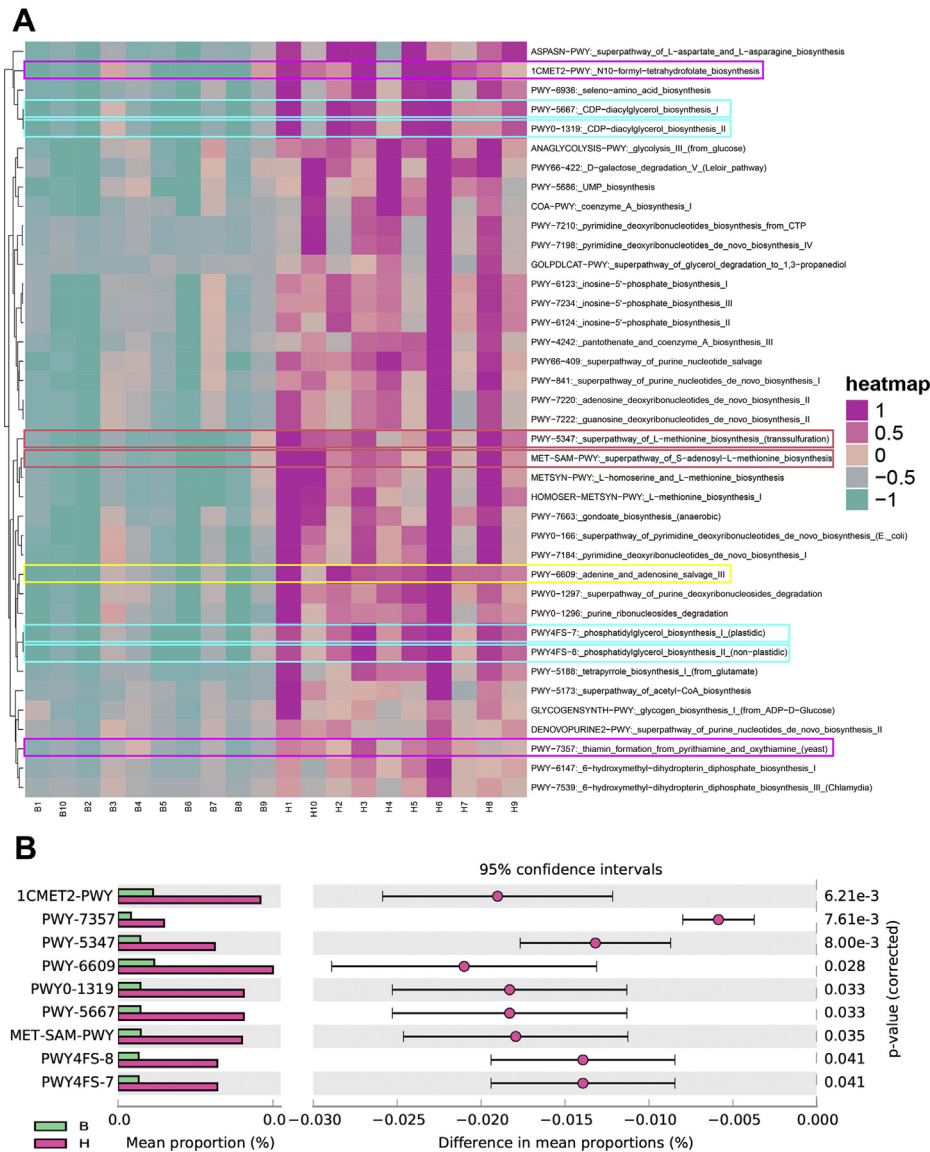 A
ASPASN-PWY:_superpathway_of_L-aspartate_and_L-asparagine_biosynthesis
1CMET2-PWY:_N10-formyl-tetrahydrofolate_biosynthesis
PWY-6936:_seleno-amino_acid_biosynthesis
PWY-5667:_CDP-diacylglycerol_biosynthesis_I
PWY0-1319:_CDP-diacylglycerol_biosynthesis_II
ANAGLYCOLYSIS-PWY:_glycolysis_III_(from_glucose)
PWY66-422:_D-galactose_degradation_V_(Leloir_pathway)
PWY-5686:_UMP_biosynthesis
COA-PWY:_coenzyme_A_biosynthesis_I
PWY-7210:_pyrimidine_deoxyribonucleotides_biosynthesis_from_CTP
PWY-7198:_pyrimidine_deoxyribonucleotides_de_novo_biosynthesis_IV
GOLPDLCAT-PWY:_superpathway_of_glycerol_degradation_to_1,3-propanediol
PWY-6123:_inosine-5'-phosphate_biosynthesis_I
PWY-7234:_inosine-5'-phosphate_biosynthesis_III
PWY-6124:_inosine-5'-phosphate_biosynthesis_II
PWY-4242:_pantothenate_and_coenzyme_A_biosynthesis_III
PWY66-409:_superpathway_of_purine_nucleotide_salvage
PWY-841:_superpathway_of_purine_nucleotides_de_novo_biosynthesis_I
PWY-7220:_adenosine_deoxyribonucleotides_de_novo_biosynthesis_II
PWY-7222:_guanosine_deoxyribonucleotides_de_novo_biosynthesis_II
PWY-5347:_superpathway_of_L-methionine_biosynthesis_(transsulfuration)
MET-SAM-PWY:_superpathway_of_S-adenosyl-L-methionine_biosynthesis
METSYN-PWY:_L-homoserine_and_L-methionine_biosynthesis
HOMOSER-METSYN-PWY:_L-methionine_biosynthesis_I
PWY-7663:_gondoate_biosynthesis_(anaerobic)
PWY0-166:_superpathway_of_pyrimidine_deoxyribonucleotides_de_novo_biosynthesis_(E._coli)
PWY-7184:_pyrimidine_deoxyribonucleotides_de_novo_biosynthesis_I
PWY-6609:_adenine_and_adenosine_salvage_III
PWY0-1297:_superpathway_of_purine_deoxyribonucleosides_degradation
PWY0-1296:_purine_ribonucleosides_degradation
PWY4FS-7:_phosphatidylglycerol_biosynthesis_I_(plastidic)
PWY4FS-8:_phosphatidylglycerol_biosynthesis_II_(non-plastidic)
PWY-5188:_tetrapyrrole_biosynthesis_I_(from_glutamate)
PWY-5173:_superpathway_of_acetyl-CoA_biosynthesis
GLYCOGENSYNTH-PWY:_glycogen_biosynthesis_I_(from_ADP-D-Glucose)
DENOVOPURINE2-PWY:_superpathway_of_purine_nucleotides_de_novo_biosynthesis_II
PWY-7357:_thiamin_formation_from_pyrithiamine_and_oxythiamine_(yeast)
PWY-6147:_6-hydroxymethyl-dihydropterin_diphosphate_biosynthesis_I
PWY-7539:_6-hydroxymethyl-dihydropterin_diphosphate_biosynthesis_III_(Chlamydia)
heatmap
1
0.5
0
-0.5
-1
B1 B10 B2 B3 B4 B5 B6 B7 B8 B9 H1 H10 H2 H3 H4 H5 H6 H7 H8 H9
B
95% confidence intervals
1CMET2-PWY 6.21e-3
PWY-7357 7.61e-3
PWY-5347 8.00e-3
PWY-6609 0.028
PWY0-1319 0.033
PWY-5667 0.033
MET-SAM-PWY 0.035
PWY4FS-8 0.041
PWY4FS-7 0.041
p-value (corrected)
0.0 0.0 -0.030 -0.025 -0.020 -0.015 -0.010 -0.005 0.000
B
H
Mean proportion (%) Difference in mean proportions (%)